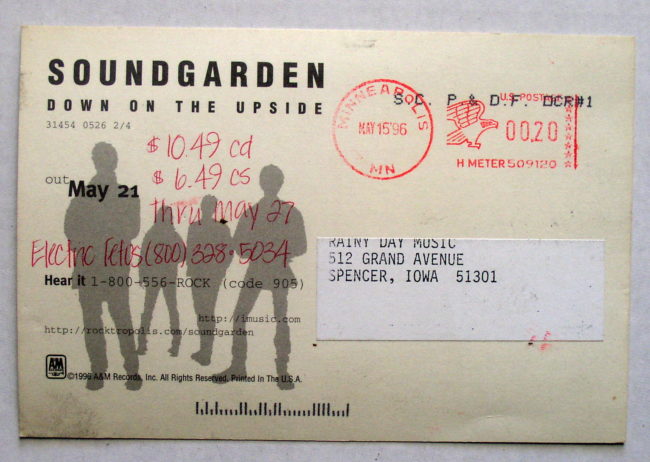 SOUNDGARDEN
DOWN ON THE UPSIDE
31454 0526 2/4
SOC. P & D.F. DCR#1
MINNEAPOLIS
MAY 15 '96
MN
U.S. POSTAGE
00.20
H METER 509120
$10.49 cd
$6.49 cs
thru May 27
out May 21
Electric Fetus (800) 328-5034
Hear it 1-800-556-ROCK (code 905)
http://imusic.com
http://rocktropolis.com/soundgarden
RAINY DAY MUSIC
512 GRAND AVENUE
SPENCER, IOWA 51301
A&M
©1996 A&M Records, Inc. All Rights Reserved. Printed In The U.S.A.